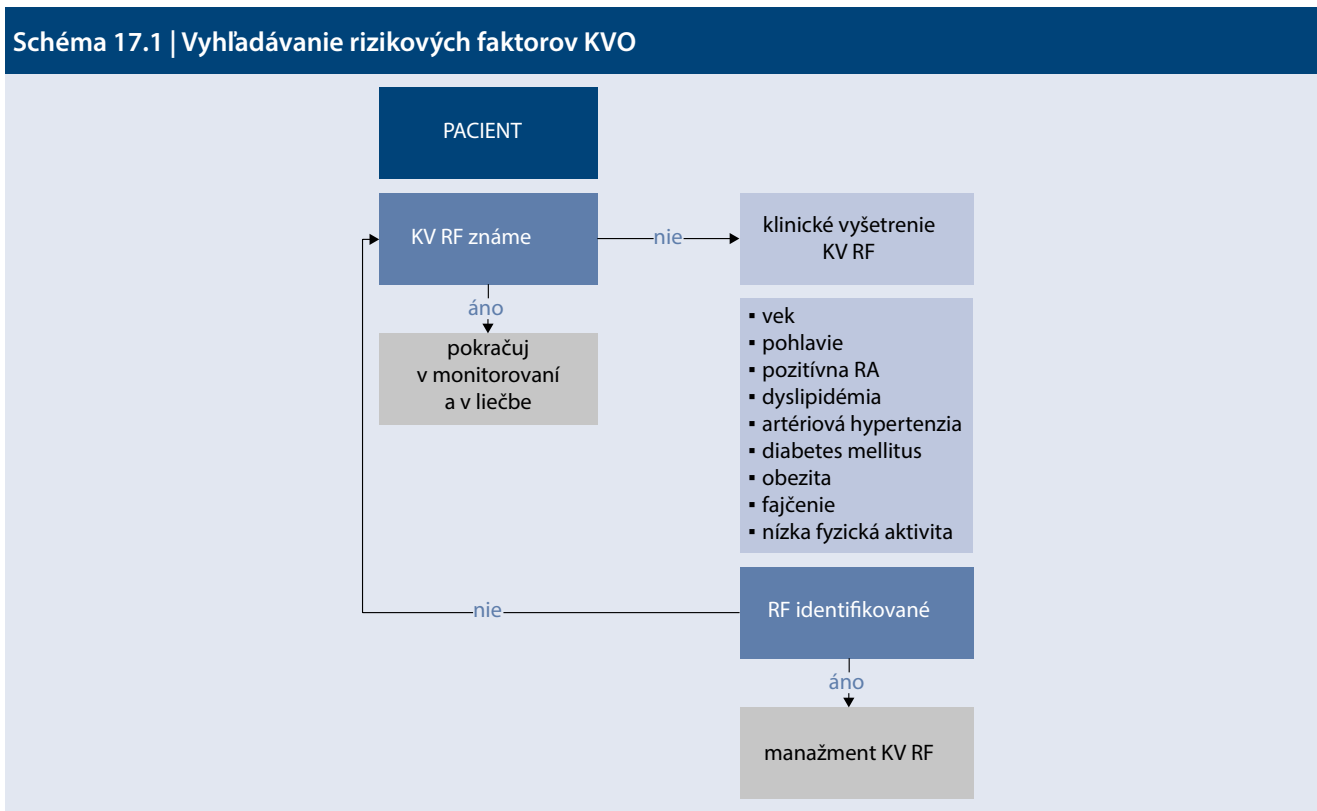 Schéma 17.1 | Vyhľadávanie rizikových faktorov KVO
PACIENT
KV RF známe
nie
klinické vyšetrenie
KV RF
áno
pokračuj
v monitorovaní
a v liečbe
▪ vek
▪ pohlavie
▪ pozitívna RA
▪ dyslipidémia
▪ artériová hypertenzia
▪ diabetes mellitus
▪ obezita
▪ fajčenie
▪ nízka fyzická aktivita
nie
RF identifikované
áno
manažment KV RF